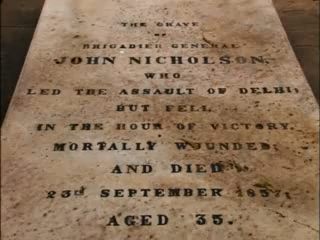 THE GRAVE
OF
BRIGADIER GENERAL
JOHN NICHOLSON,
WHO
LED THE ASSAULT OF DELHI;
BUT FELL
IN THE HOUR OF VICTORY,
MORTALLY WOUNDED;
AND DIED
23d SEPTEMBER 1857;
AGED 35.